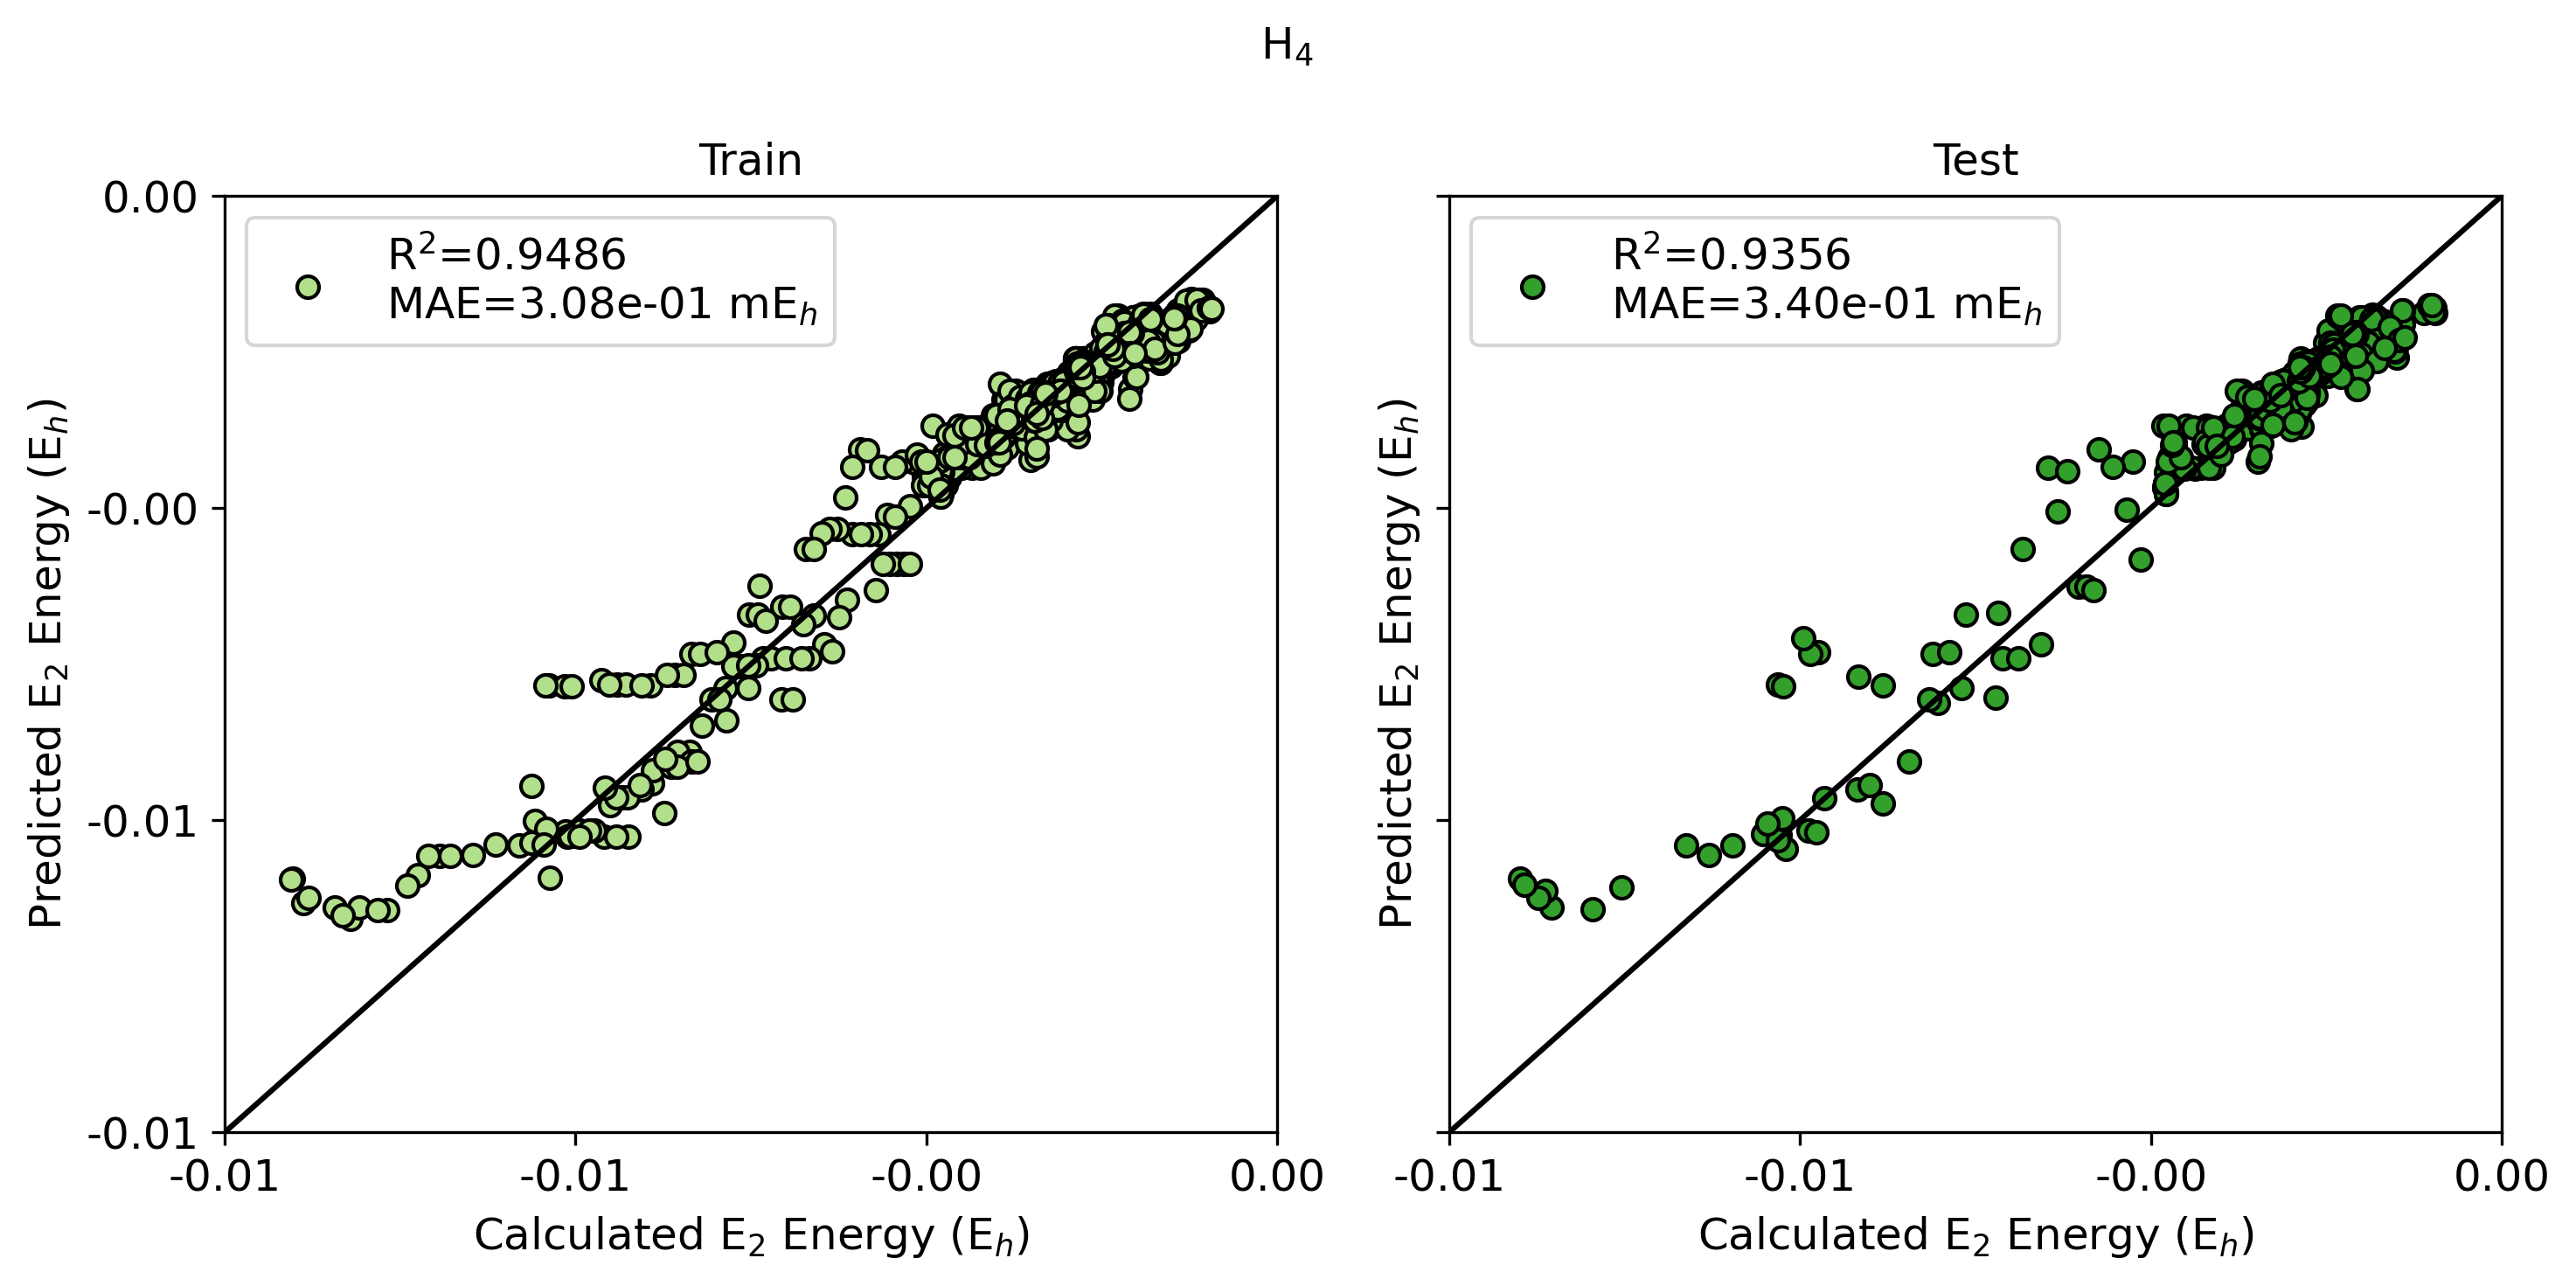 H₄
Train
Test
R²=0.9486
MAE=3.08e-01 mEₕ
R²=0.9356
MAE=3.40e-01 mEₕ
Predicted E₂ Energy (Eₕ)
0.00
-0.00
-0.01
-0.01
-0.01
-0.01
-0.00
0.00
Calculated E₂ Energy (Eₕ)
Predicted E₂ Energy (Eₕ)
-0.01
-0.01
-0.00
0.00
Calculated E₂ Energy (Eₕ)